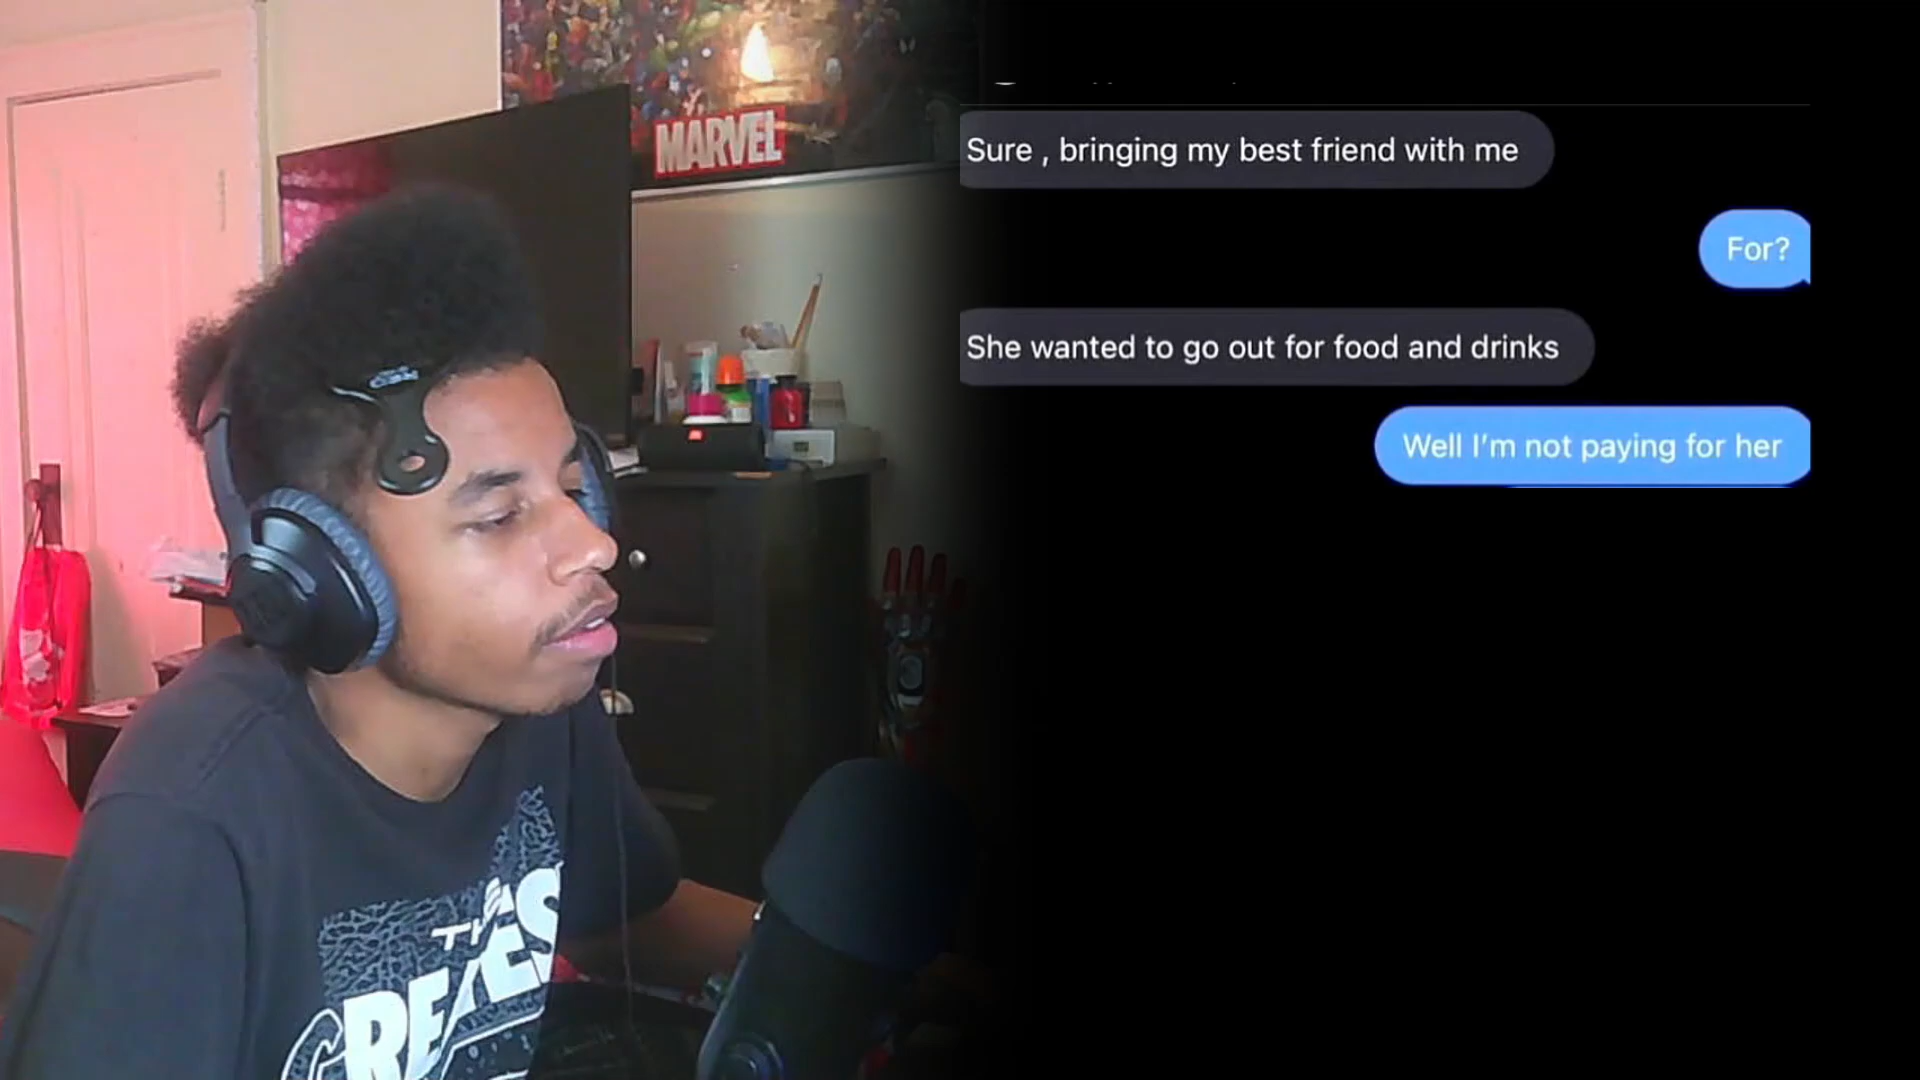 MARVEL
Sure , bringing my best friend with me
For?
She wanted to go out for food and drinks
Well I'm not paying for her
THE